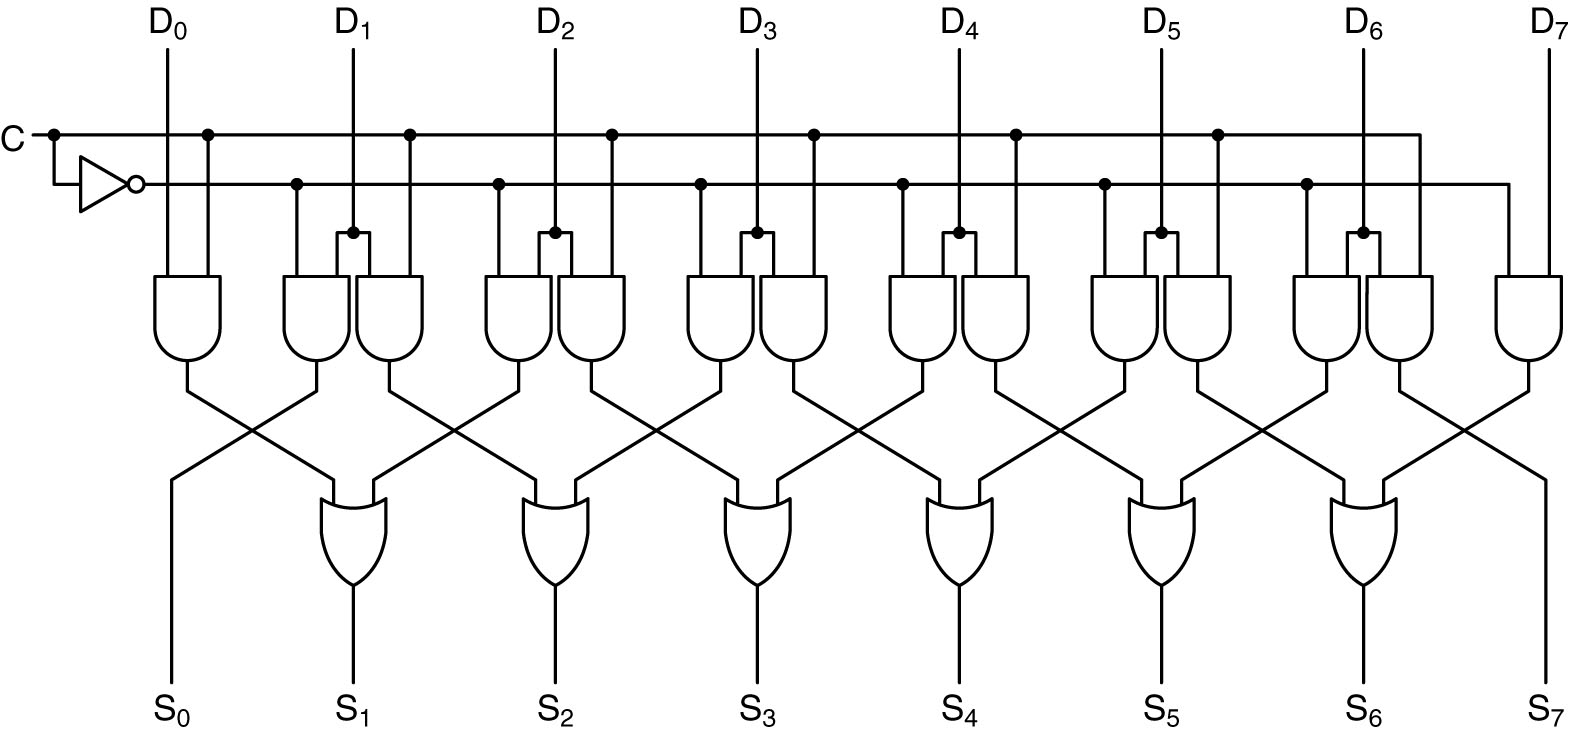 D₀ D₁ D₂ D₃ D₄ D₅ D₆ D₇
C
S₀ S₁ S₂ S₃ S₄ S₅ S₆ S₇